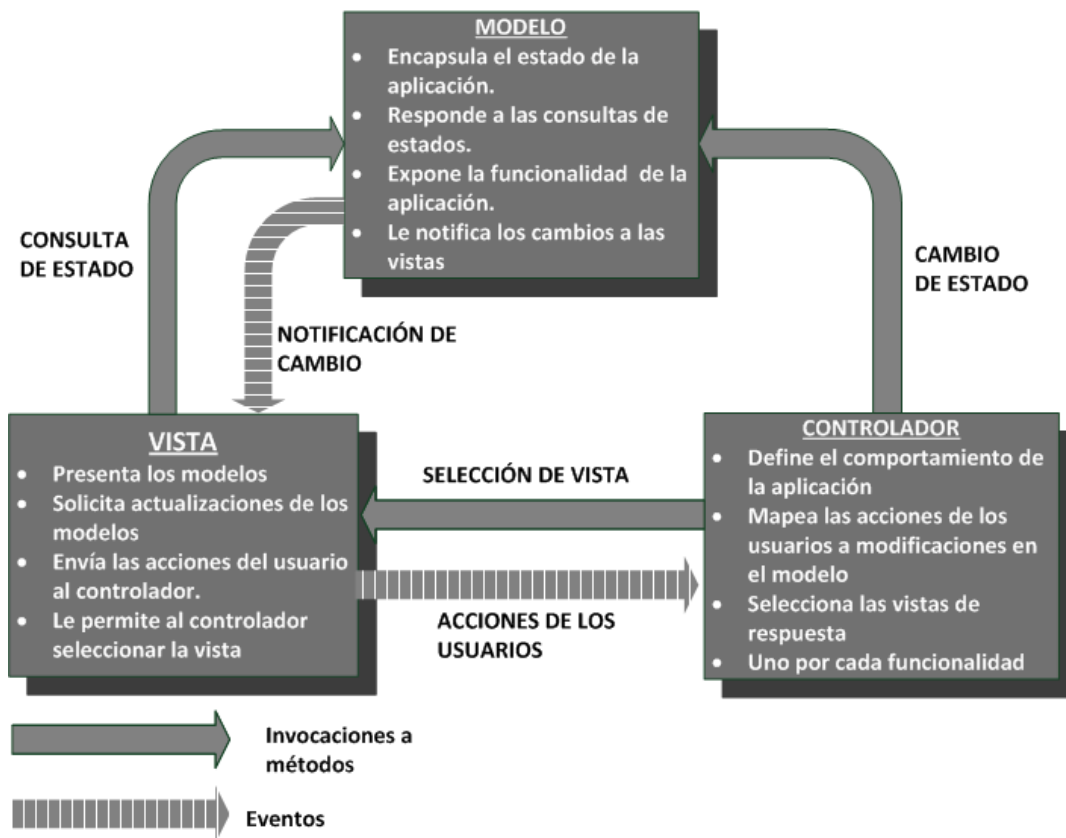 MODELO
• Encapsula el estado de la
aplicación.
• Responde a las consultas de
estados.
• Expone la funcionalidad de la
aplicación.
• Le notifica los cambios a las
vistas
CONSULTA
DE ESTADO
CAMBIO
DE ESTADO
NOTIFICACIÓN DE
CAMBIO
VISTA
• Presenta los modelos
• Solicita actualizaciones de los
modelos
• Envía las acciones del usuario
al controlador.
• Le permite al controlador
seleccionar la vista
SELECCIÓN DE VISTA
ACCIONES DE LOS
USUARIOS
CONTROLADOR
• Define el comportamiento de
la aplicación
• Mapea las acciones de los
usuarios a modificaciones en
el modelo
• Selecciona las vistas de
respuesta
• Uno por cada funcionalidad
Invocaciones a
métodos
Eventos